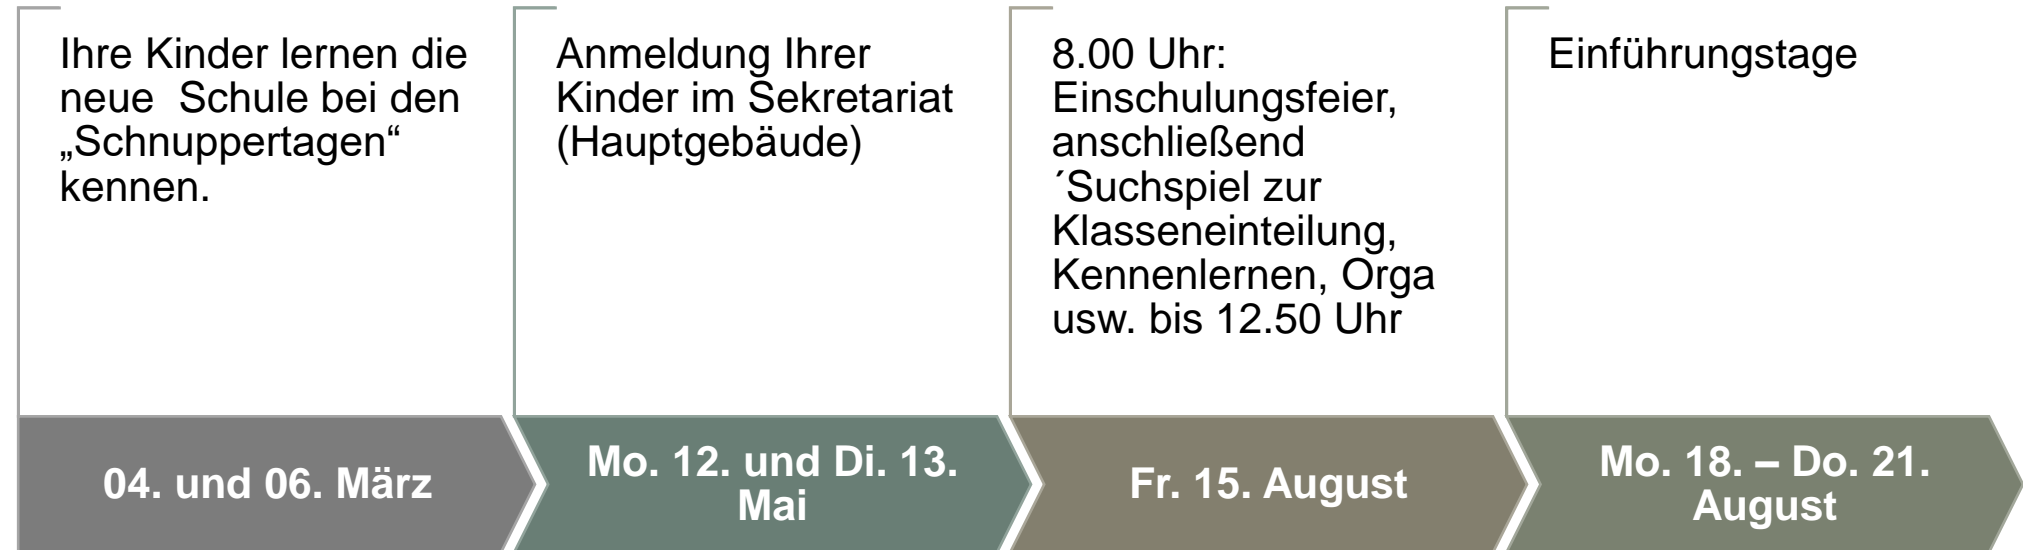 Ihre Kinder lernen die
neue  Schule bei den
„Schnuppertagen“
kennen.
04. und 06. März
Anmeldung Ihrer
Kinder im Sekretariat
(Hauptgebäude)
Mo. 12. und Di. 13.
Mai
8.00 Uhr:
Einschulungsfeier,
anschließend
´Suchspiel zur
Klasseneinteilung,
Kennenlernen, Orga
usw. bis 12.50 Uhr
Fr. 15. August
Einführungstage
Mo. 18. – Do. 21.
August